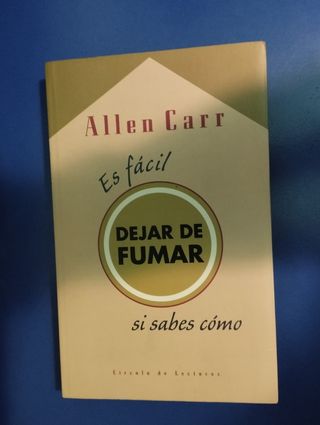 Allen Carr
Es fácil
DEJAR DE
FUMAR
si sabes cómo
Círculo de Lectores